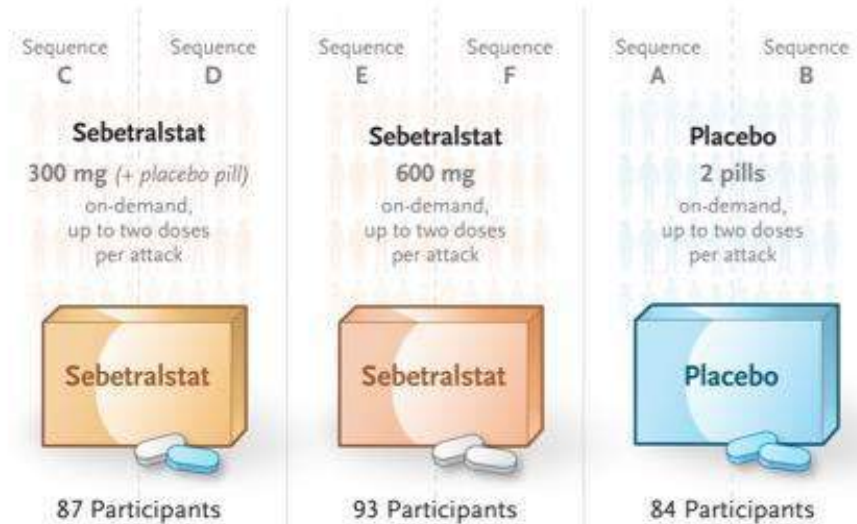 Sequence
C
Sequence
D
Sebetralstat
300 mg (+ placebo pill)
on-demand,
up to two doses
per attack
Sebetralstat
87 Participants
Sequence
E
Sequence
F
Sebetralstat
600 mg
on-demand,
up to two doses
per attack
Sebetralstat
93 Participants
Sequence
A
Sequence
B
Placebo
2 pills
on-demand,
up to two doses
per attack
Placebo
84 Participants